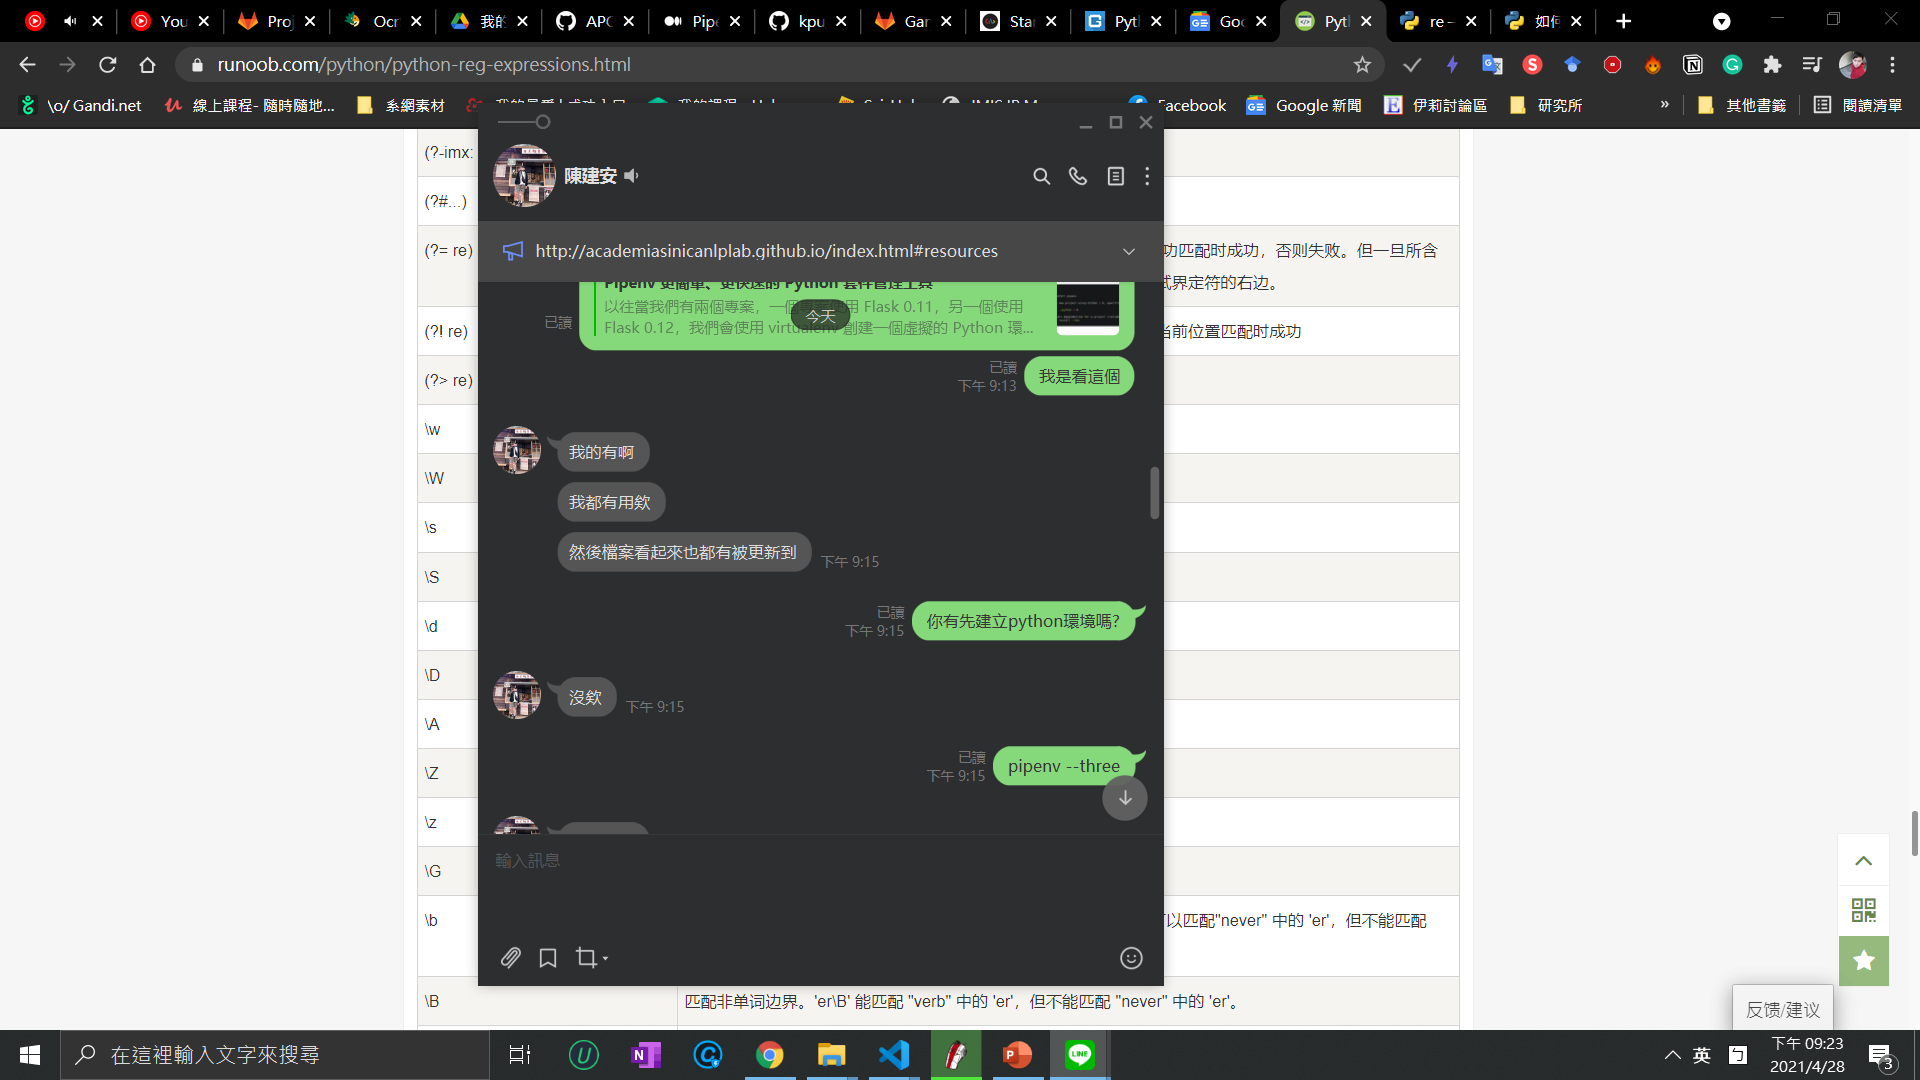 You
Proj
Ocr
我的
APC
Pipe
kpu
Gar
Star
Pyth
Goo
Pyth
re –
如何
runoob.com/python/python-reg-expressions.html
\o/ Gandi.net
線上課程- 隨時隨地...
系網素材
Facebook
Google 新聞
伊莉討論區
研究所
»
其他書籤
閱讀清單
(?-imx:
(?#...)
(?= re)
功匹配时成功，否则失败。但一旦所含
式界定符的右边。
(?! re)
当前位置匹配时成功
(?> re)
\w
\W
\s
\S
\d
\D
\A
\Z
\z
\G
\b
可以匹配"never" 中的 'er'，但不能匹配
\B
匹配非单词边界。'er\B' 能匹配 "verb" 中的 'er'，但不能匹配 "never" 中的 'er'。
陳建安
http://academiasinicanlplab.github.io/index.html#resources
Pipenv 更簡單、更快速的 Python 套件管理工具
以往當我們有兩個專案，一個使用 Flask 0.11，另一個使用
Flask 0.12，我們會使用 virtualenv 創建一個虛擬的 Python 環...
已讀
今天
我是看這個
已讀
下午 9:13
我的有啊
我都有用欸
然後檔案看起來也都有被更新到
下午 9:15
你有先建立python環境嗎?
已讀
下午 9:15
沒欸
下午 9:15
pipenv --three
已讀
下午 9:15
輸入訊息
反馈/建议
在這裡輸入文字來搜尋
英
下午 09:23
2021/4/28
3